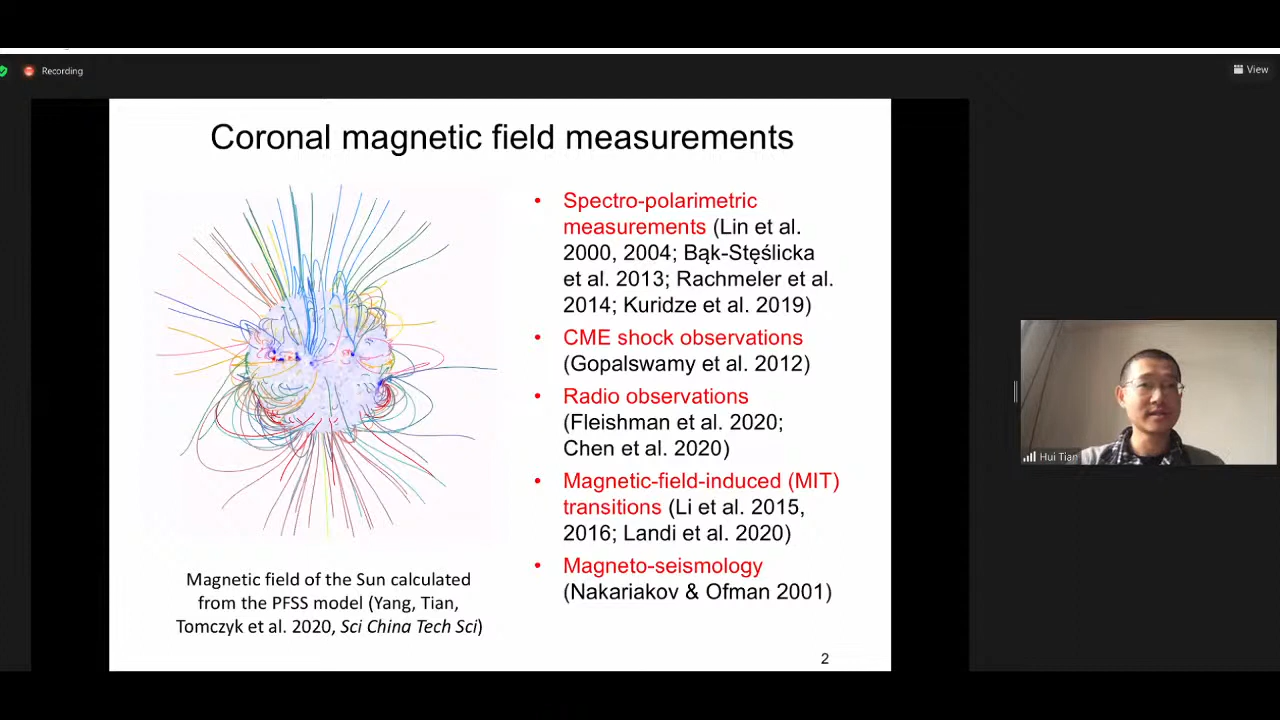 Recording
View
Coronal magnetic field measurements
• Spectro-polarimetric
measurements (Lin et al.
2000, 2004; Bąk-Stęślicka
et al. 2013; Rachmeler et al.
2014; Kuridze et al. 2019)
• CME shock observations
(Gopalswamy et al. 2012)
• Radio observations
(Fleishman et al. 2020;
Chen et al. 2020)
• Magnetic-field-induced (MIT)
transitions (Li et al. 2015,
2016; Landi et al. 2020)
• Magneto-seismology
(Nakariakov & Ofman 2001)
Magnetic field of the Sun calculated
from the PFSS model (Yang, Tian,
Tomczyk et al. 2020, Sci China Tech Sci)
2
Hui Tian